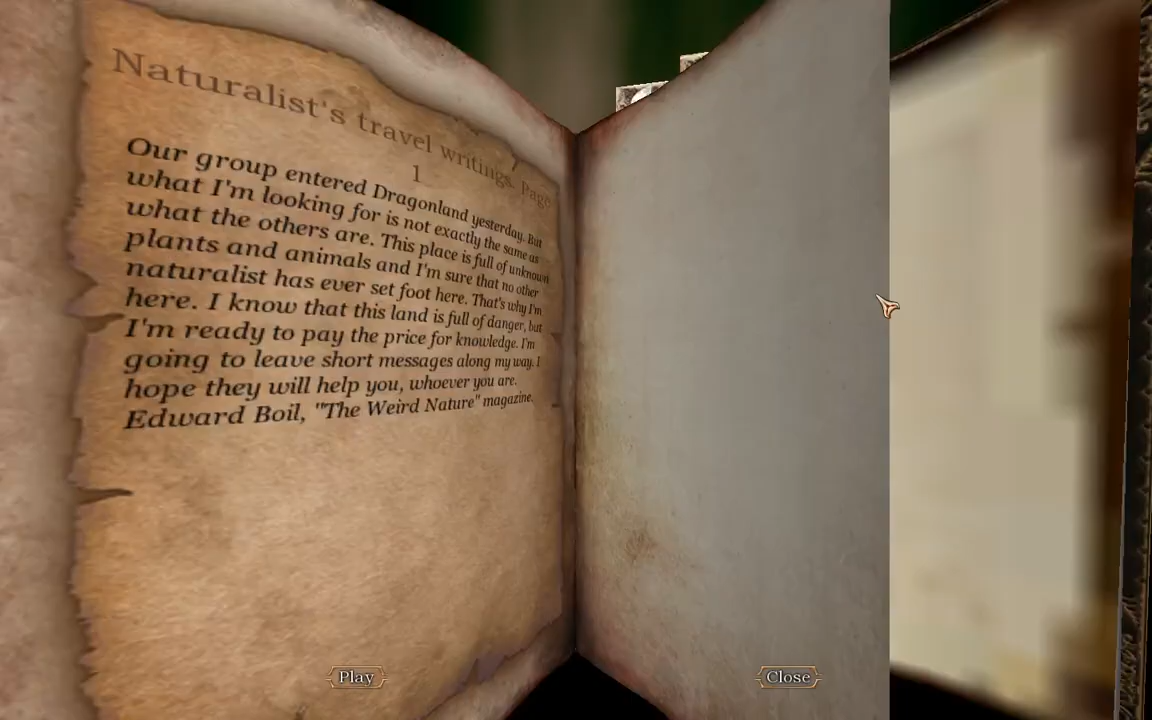 Naturalist's travel writings. Page
1
Our group entered Dragonland yesterday. But
what I'm looking for is not exactly the same as
what the others are. This place is full of unknown
plants and animals and I'm sure that no other
naturalist has ever set foot here. That's why I'm
here. I know that this land is full of danger, but
I'm ready to pay the price for knowledge. I'm
going to leave short messages along my way. I
hope they will help you, whoever you are.
Edward Boil, "The Weird Nature" magazine.
Play
Close